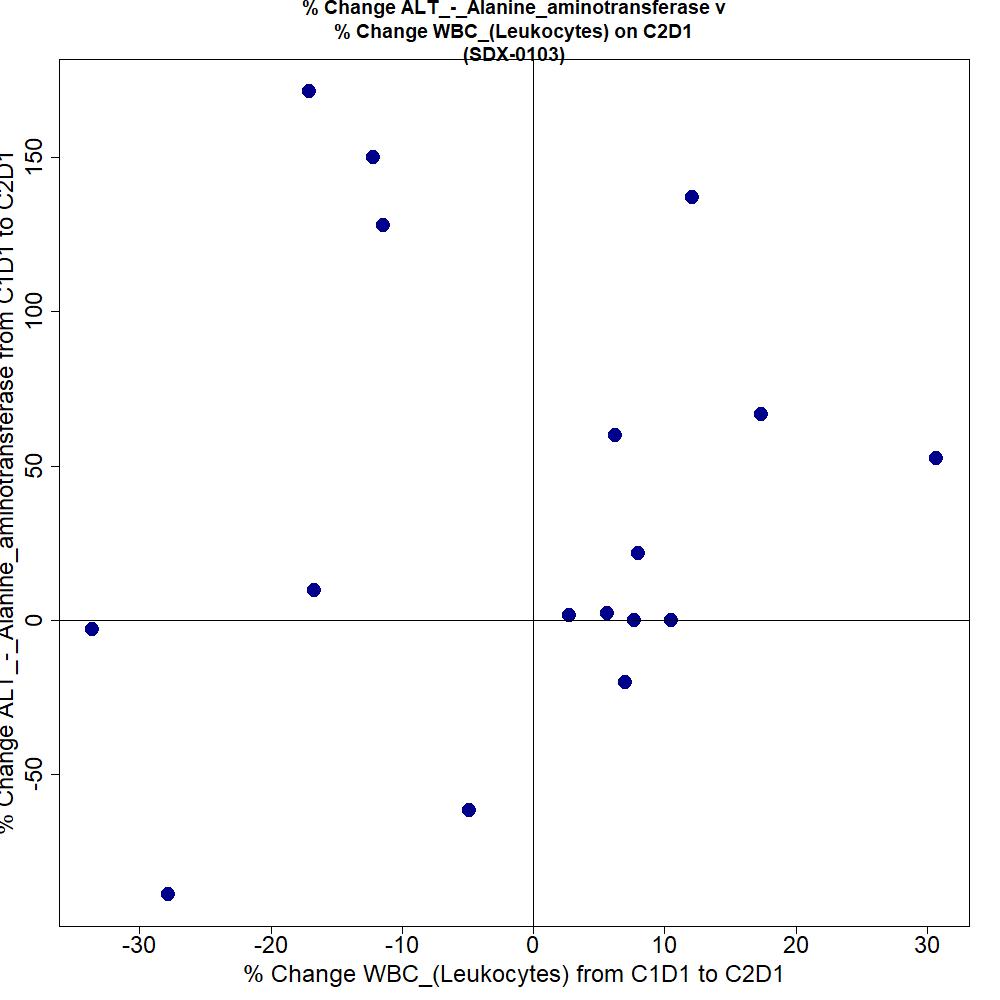 % Change ALT_-_Alanine_aminotransferase v
% Change WBC_(Leukocytes) on C2D1
(SDX-0103)
% Change ALT_-_Alanine_aminotransferase from C1D1 to C2D1
150
100
50
0
-50
-30 -20 -10 0 10 20 30
% Change WBC_(Leukocytes) from C1D1 to C2D1